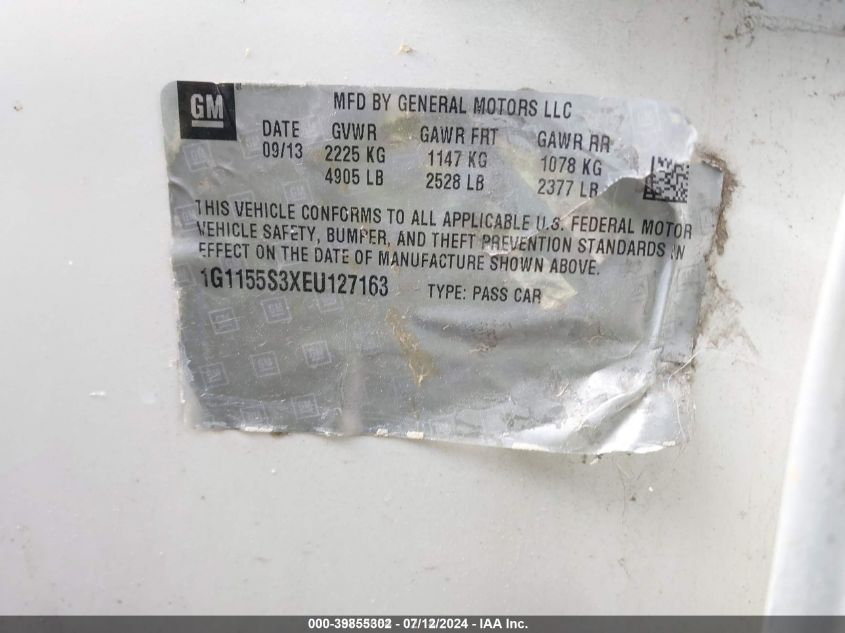 GM
MFD BY GENERAL MOTORS LLC
DATE GVWR GAWR FRT GAWR RR
09/13 2225 KG 1147 KG 1078 KG
4905 LB 2528 LB 2377 LB
THIS VEHICLE CONFORMS TO ALL APPLICABLE U.S. FEDERAL MOTOR
VEHICLE SAFETY, BUMPER, AND THEFT PREVENTION STANDARDS IN
EFFECT ON THE DATE OF MANUFACTURE SHOWN ABOVE.
1G1155S3XEU127163 TYPE: PASS CAR
000-39855302 - 07/12/2024 - IAA Inc.